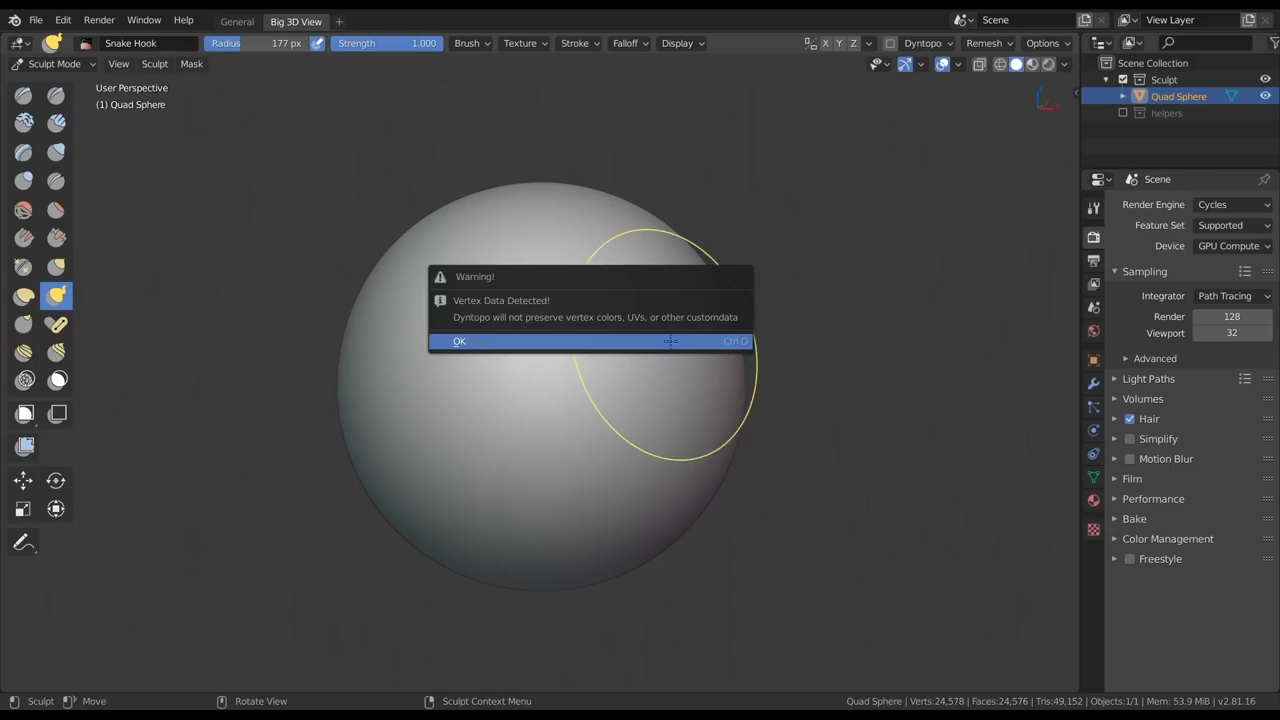 File Edit Render Window Help General Big 3D View + Scene View Layer
Snake Hook Radius 177 px Strength 1.000 Brush Texture Stroke Falloff Display X Y Z Dyntopo Remesh Options
Sculpt Mode View Sculpt Mask
User Perspective
(1) Quad Sphere
Warning!
Vertex Data Detected!
Dyntopo will not preserve vertex colors, UVs, or other customdata
OK Ctrl D
Scene Collection
Sculpt
Quad Sphere
helpers
Scene
Render Engine Cycles
Feature Set Supported
Device GPU Compute
Sampling
Integrator Path Tracing
Render 128
Viewport 32
Advanced
Light Paths
Volumes
Hair
Simplify
Motion Blur
Film
Performance
Bake
Color Management
Freestyle
Sculpt Move Rotate View Sculpt Context Menu Quad Sphere | Verts:24,578 | Faces:24,576 | Tris:49,152 | Objects:1/1 | Mem: 53.9 MiB | v2.81.16